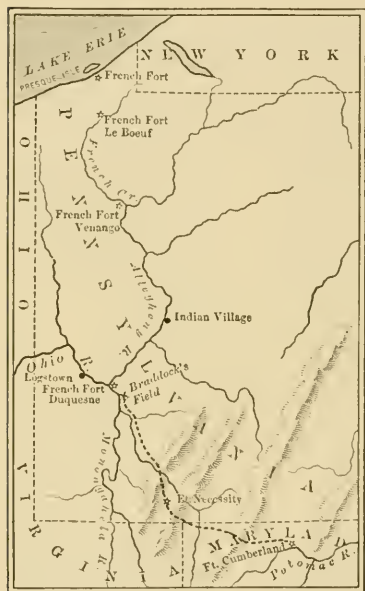 LAKE ERIE
PRESQUE-ISLE
NEW YORK
French Fort
French Fort
Le Boeuf
French Cr.
French Fort
Venango
OHIO
PENNSYLVANIA
Alleghany R.
Indian Village
Ohio R.
Logstown
French Fort
Duquesne
Braddock's
Field
Monongahela R.
Ft. Necessity
VIRGINIA
MARYLAND
Ft. Cumberland
Potomac R.